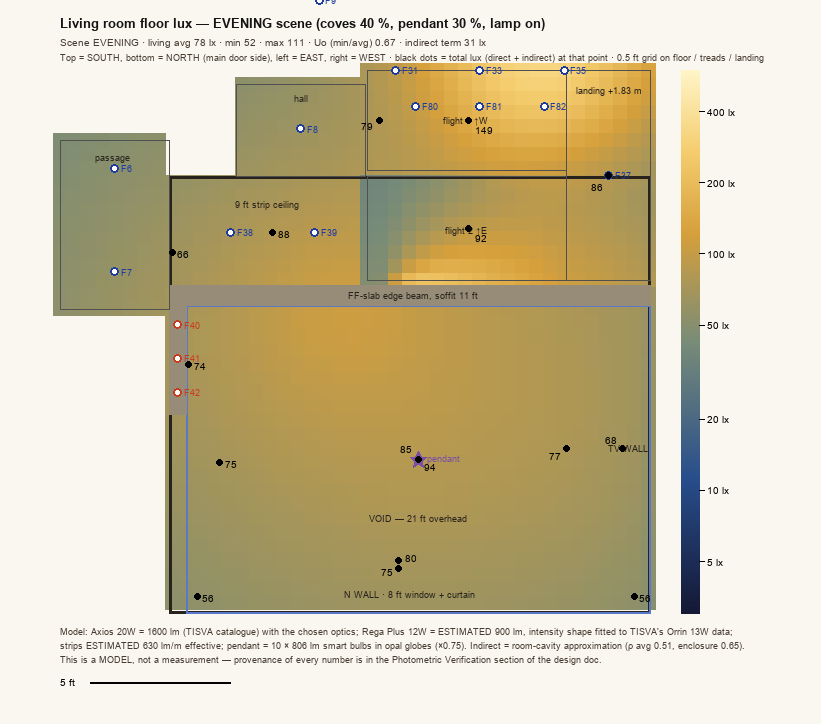 F9
Living room floor lux — EVENING scene (coves 40 %, pendant 30 %, lamp on)
Scene EVENING · living avg 78 lx · min 52 · max 111 · Uo (min/avg) 0.67 · indirect term 31 lx
Top = SOUTH, bottom = NORTH (main door side), left = EAST, right = WEST · black dots = total lux (direct + indirect) at that point · 0.5 ft grid on floor / treads / landing
F31 F33 F35
landing +1.83 m
hall
F80 F81 F82
400 lx
79 flight ↑W
F8 149
passage
F6 F27
200 lx
86
9 ft strip ceiling
F38 88 F39 flight ↑E
92
66 100 lx
F7
FF-slab edge beam, soffit 11 ft
F40 50 lx
F41
74
F42
20 lx
85 68
77 TV WALL
75 pendant
94
10 lx
VOID — 21 ft overhead
80 5 lx
75
N WALL · 8 ft window + curtain
56 56
Model: Axios 20W = 1600 lm (TISVA catalogue) with the chosen optics; Rega Plus 12W = ESTIMATED 900 lm, intensity shape fitted to TISVA's Orrin 13W data;
strips ESTIMATED 630 lm/m effective; pendant = 10 × 806 lm smart bulbs in opal globes (×0.75). Indirect = room-cavity approximation (ρ avg 0.51, enclosure 0.65).
This is a MODEL, not a measurement — provenance of every number is in the Photometric Verification section of the design doc.
5 ft